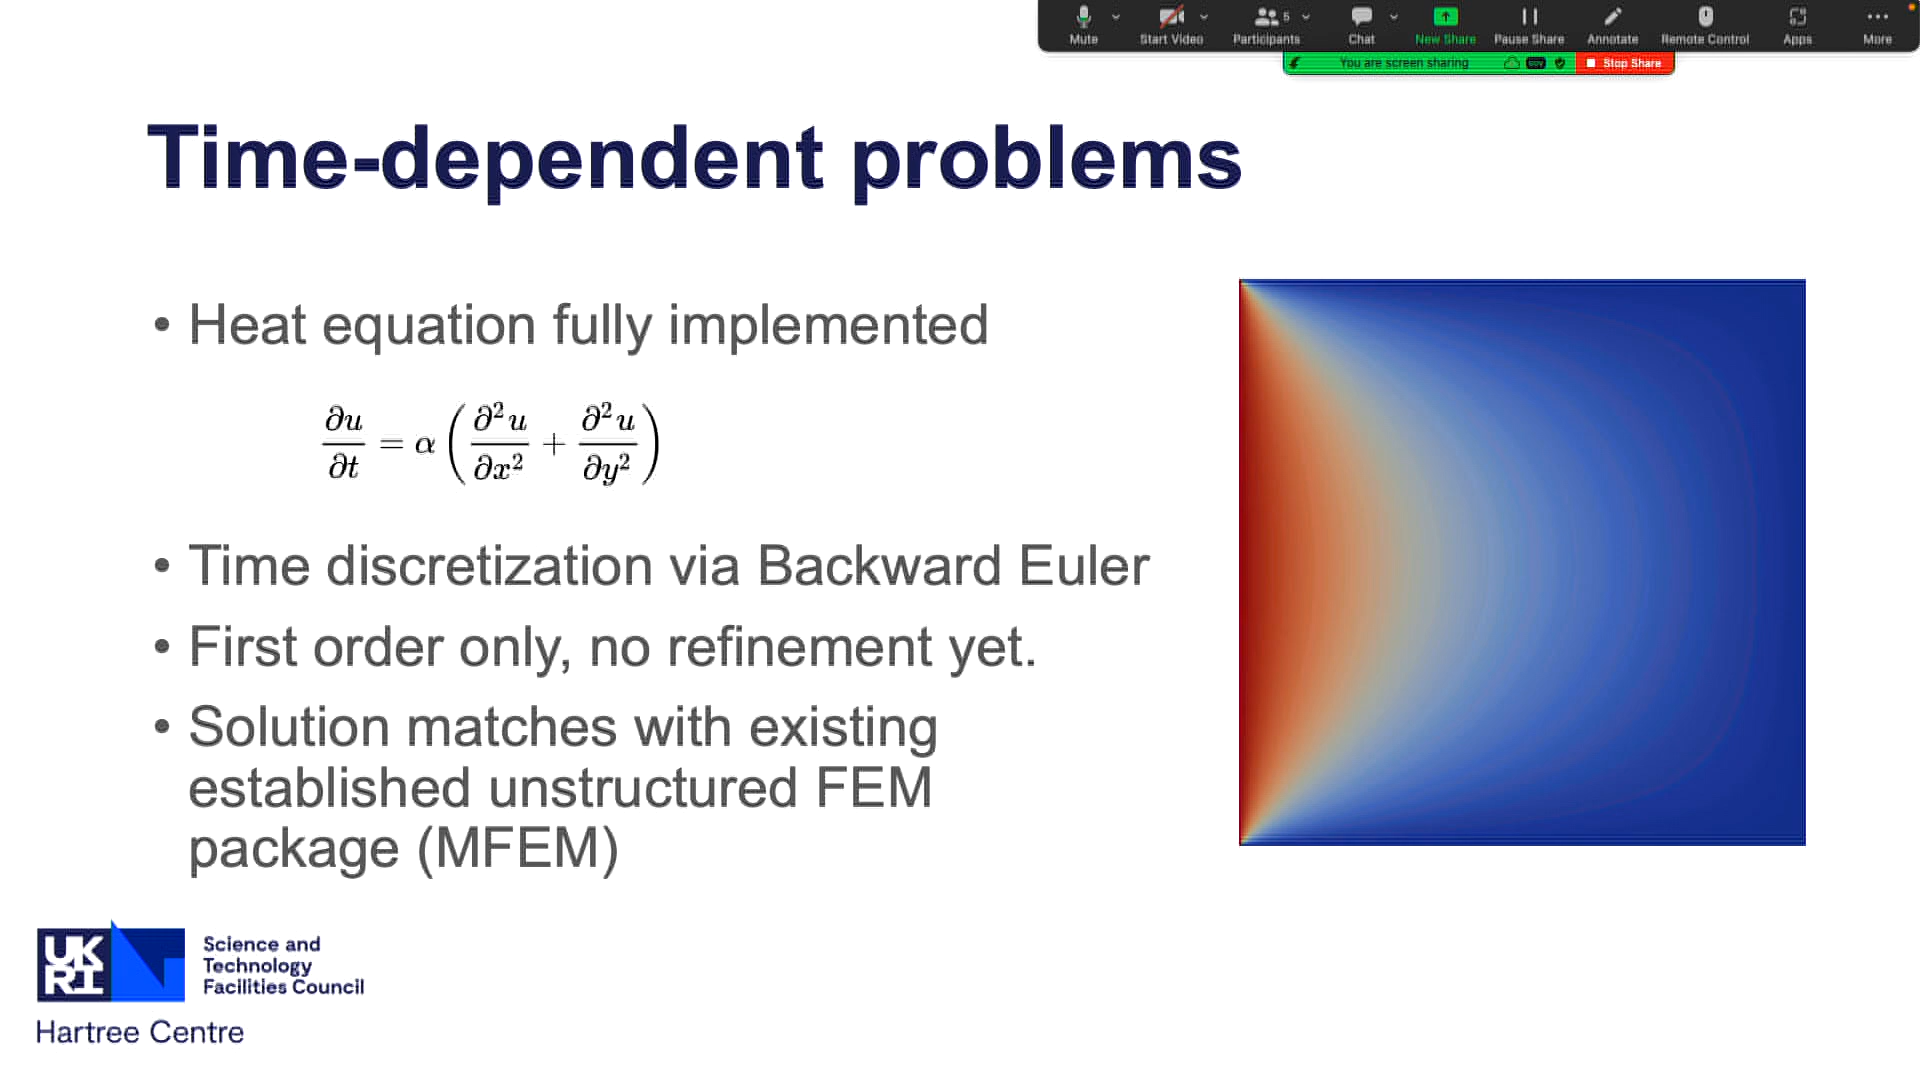 5
Mute Start Video Participants Chat New Share Pause Share Annotate Remote Control Apps More
You are screen sharing Stop Share
Time-dependent problems
• Heat equation fully implemented
∂u/∂t = α (∂²u/∂x² + ∂²u/∂y²)
• Time discretization via Backward Euler
• First order only, no refinement yet.
• Solution matches with existing
established unstructured FEM
package (MFEM)
UK
RI
Science and
Technology
Facilities Council
Hartree Centre